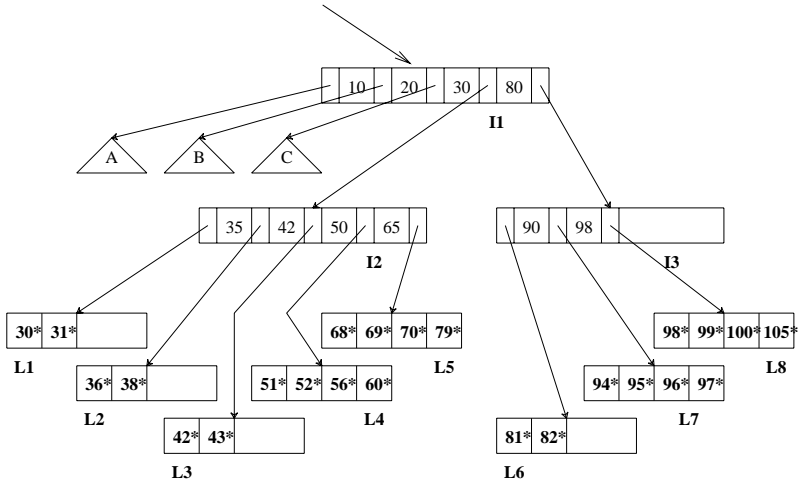 10 20 30 80
I1
A B C
35 42 50 65
90 98
I2
I3
30* 31*
68* 69* 70* 79*
98* 99* 100* 105*
L1
L5
L8
36* 38*
51* 52* 56* 60*
94* 95* 96* 97*
L2
L4
L7
42* 43*
81* 82*
L3
L6